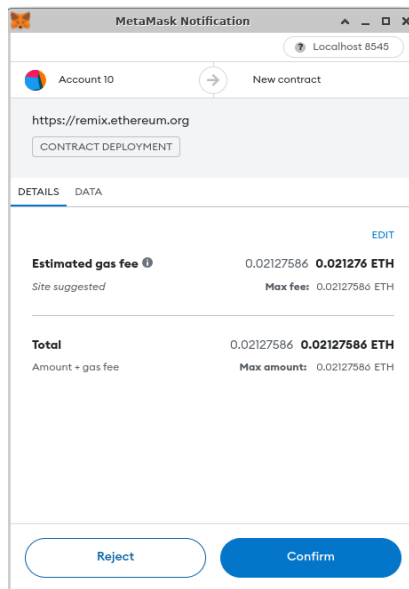 MetaMask Notification
Localhost 8545
Account 10 New contract
https://remix.ethereum.org
CONTRACT DEPLOYMENT
DETAILS DATA
EDIT
Estimated gas fee 0.02127586 0.021276 ETH
Site suggested Max fee: 0.02127586 ETH
Total 0.02127586 0.02127586 ETH
Amount + gas fee Max amount: 0.02127586 ETH
Reject Confirm